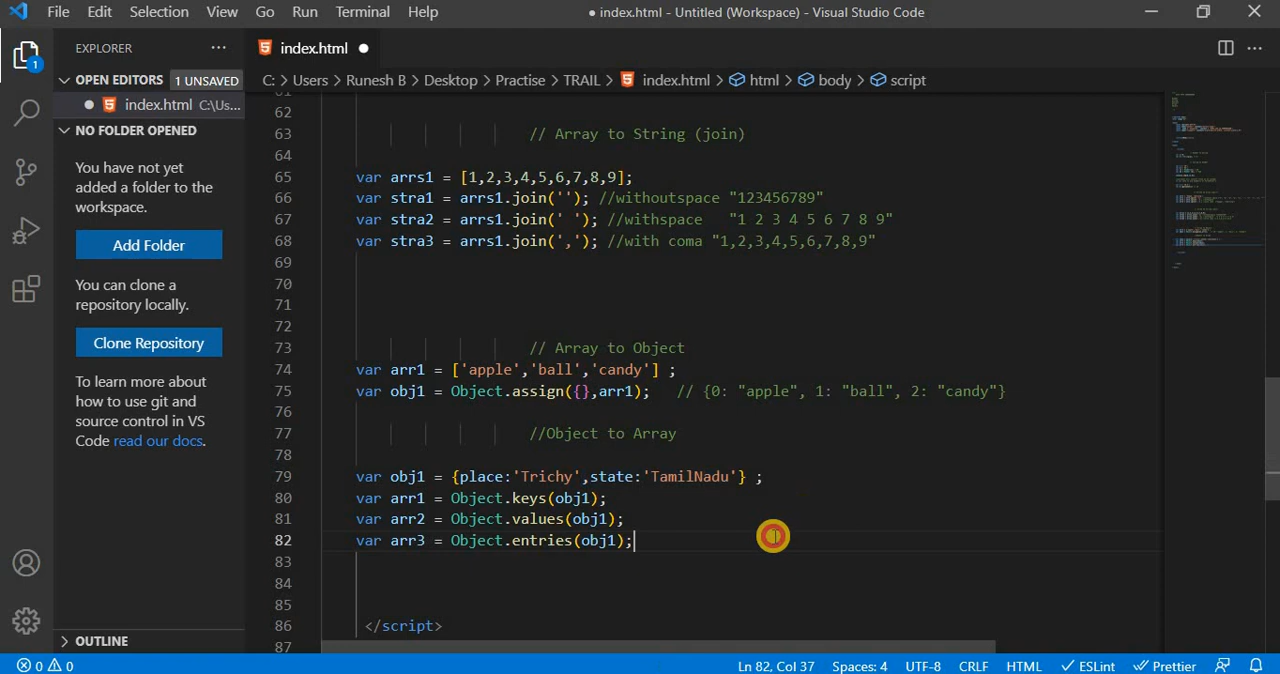 File Edit Selection View Go Run Terminal Help ● index.html - Untitled (Workspace) - Visual Studio Code
EXPLORER ...
index.html ●
OPEN EDITORS 1 UNSAVED
● index.html C:\Us...
NO FOLDER OPENED
You have not yet
added a folder to the
workspace.
Add Folder
You can clone a
repository locally.
Clone Repository
To learn more about
how to use git and
source control in VS
Code read our docs.
OUTLINE
1
C: > Users > Runesh B > Desktop > Practise > TRAIL > index.html > html > body > script
61
62
63 // Array to String (join)
64
65 var arrs1 = [1,2,3,4,5,6,7,8,9];
66 var stra1 = arrs1.join(''); //withoutspace "123456789"
67 var stra2 = arrs1.join(' '); //withspace "1 2 3 4 5 6 7 8 9"
68 var stra3 = arrs1.join(','); //with coma "1,2,3,4,5,6,7,8,9"
69
70
71
72
73 // Array to Object
74 var arr1 = ['apple','ball','candy'] ;
75 var obj1 = Object.assign({},arr1); // {0: "apple", 1: "ball", 2: "candy"}
76
77 //Object to Array
78
79 var obj1 = {place:'Trichy',state:'TamilNadu'} ;
80 var arr1 = Object.keys(obj1);
81 var arr2 = Object.values(obj1);
82 var arr3 = Object.entries(obj1);
83
84
85
86 </script>
87
0 0 Ln 82, Col 37 Spaces: 4 UTF-8 CRLF HTML ESLint Prettier